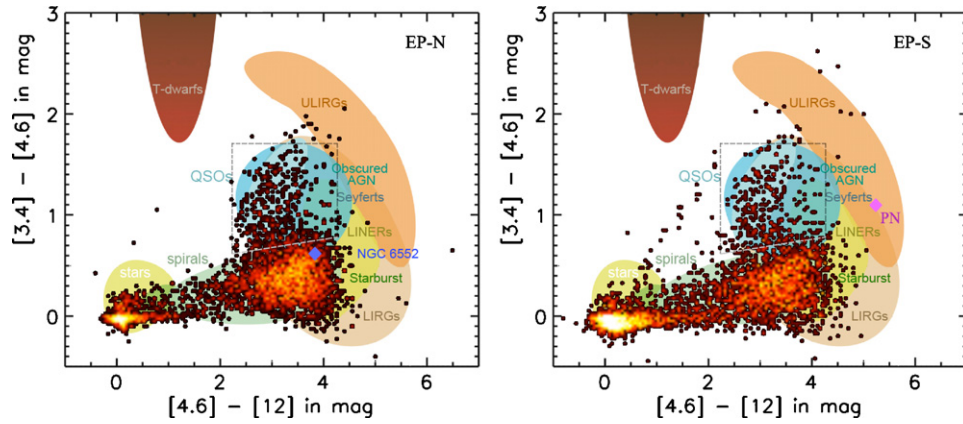 3
2
1
0
[3.4] - [4.6] in mag
EP-N
T-dwarfs
ULIRGs
QSOs
Obscured
AGN
Seyferts
LINERs
NGC 6552
spirals
stars
Starburst
LIRGs
0
2
4
6
[4.6] - [12] in mag
3
2
1
0
[3.4] - [4.6] in mag
EP-S
T-dwarfs
ULIRGs
QSOs
Obscured
AGN
Seyferts
PN
LINERs
spirals
stars
Starburst
LIRGs
0
2
4
6
[4.6] - [12] in mag